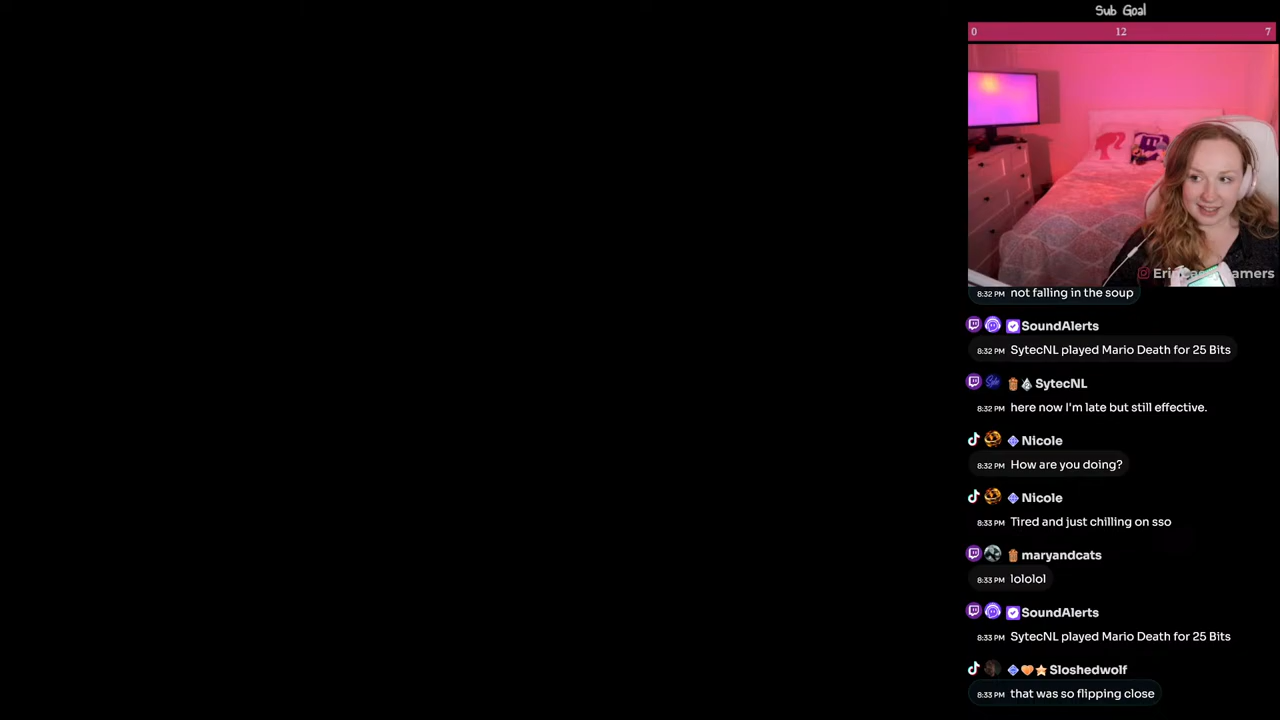 Sub Goal
0 12 7
8:32 PM not falling in the soup
SoundAlerts
8:32 PM SytecNL played Mario Death for 25 Bits
SytecNL
8:32 PM here now I'm late but still effective.
Nicole
8:32 PM How are you doing?
Nicole
8:33 PM Tired and just chilling on sso
maryandcats
8:33 PM lololol
SoundAlerts
8:33 PM SytecNL played Mario Death for 25 Bits
Sloshedwolf
8:33 PM that was so flipping close